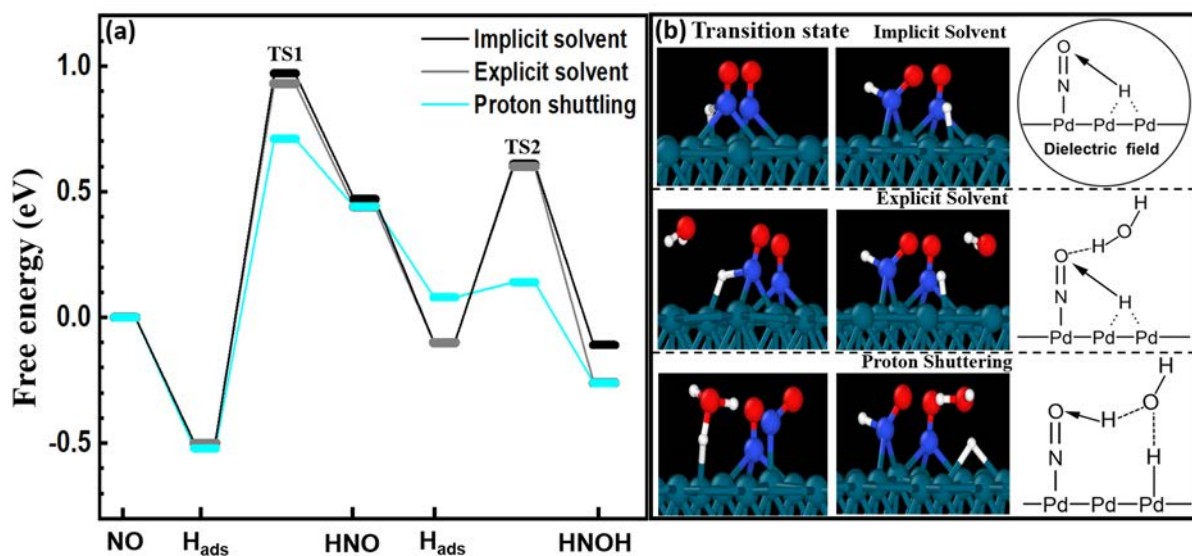 (a)
Implicit solvent
Explicit solvent
Proton shuttling
TS1
TS2
1.0
0.5
0.0
-0.5
Free energy (eV)
NO
H_ads
HNO
H_ads
HNOH
(b) Transition state
Implicit Solvent
O
N
H
Pd Pd Pd
Dielectric field
Explicit Solvent
H
O
H
O
N
H
Pd Pd Pd
Proton Shuttering
H
O
H
O
N
H
Pd Pd Pd